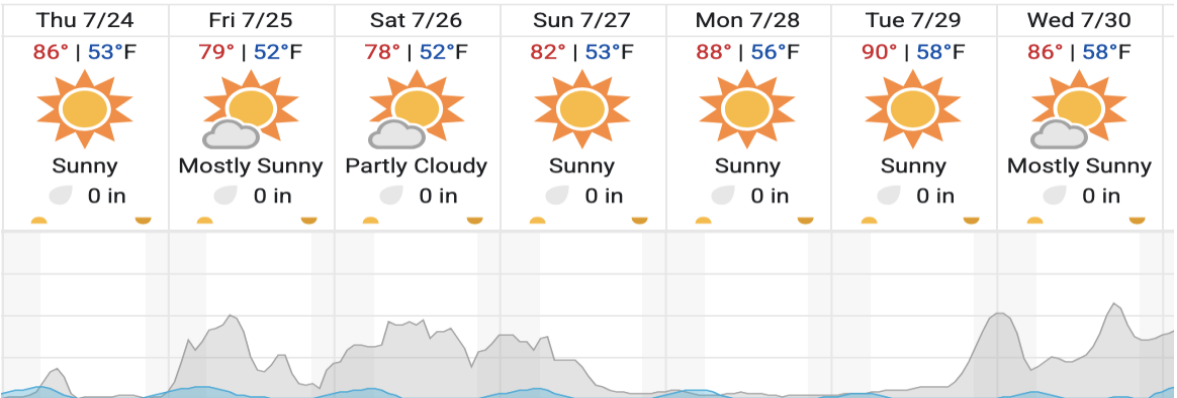 Thu 7/24 Fri 7/25 Sat 7/26 Sun 7/27 Mon 7/28 Tue 7/29 Wed 7/30
86° | 53°F 79° | 52°F 78° | 52°F 82° | 53°F 88° | 56°F 90° | 58°F 86° | 58°F
Sunny Mostly Sunny Partly Cloudy Sunny Sunny Sunny Mostly Sunny
0 in 0 in 0 in 0 in 0 in 0 in 0 in